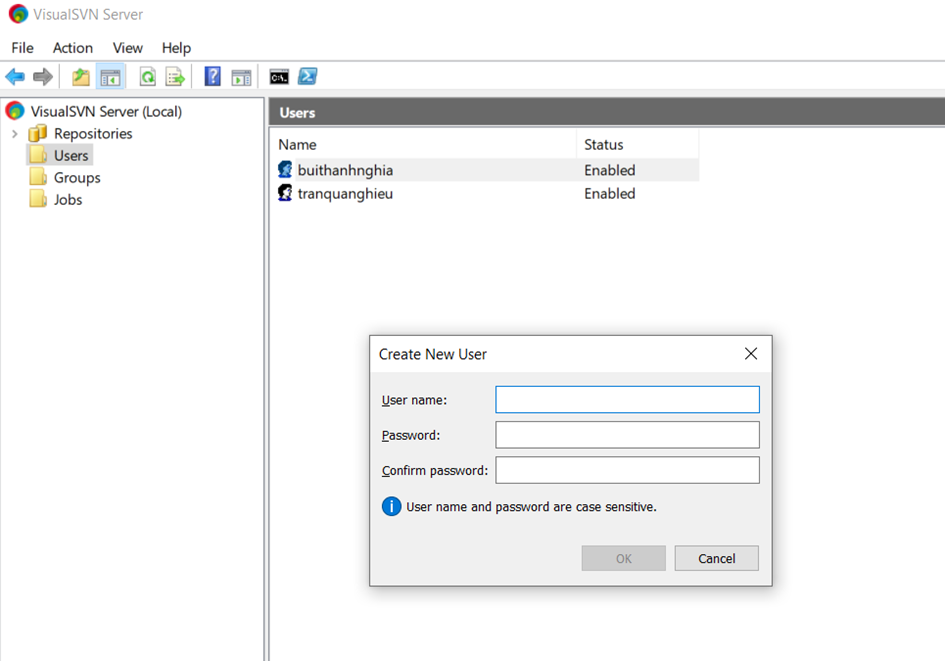 VisualSVN Server
File Action View Help
VisualSVN Server (Local)
Repositories
Users
Groups
Jobs
Users
Name Status
buithanhnghia Enabled
tranquanghieu Enabled
Create New User
User name:
Password:
Confirm password:
User name and password are case sensitive.
OK Cancel